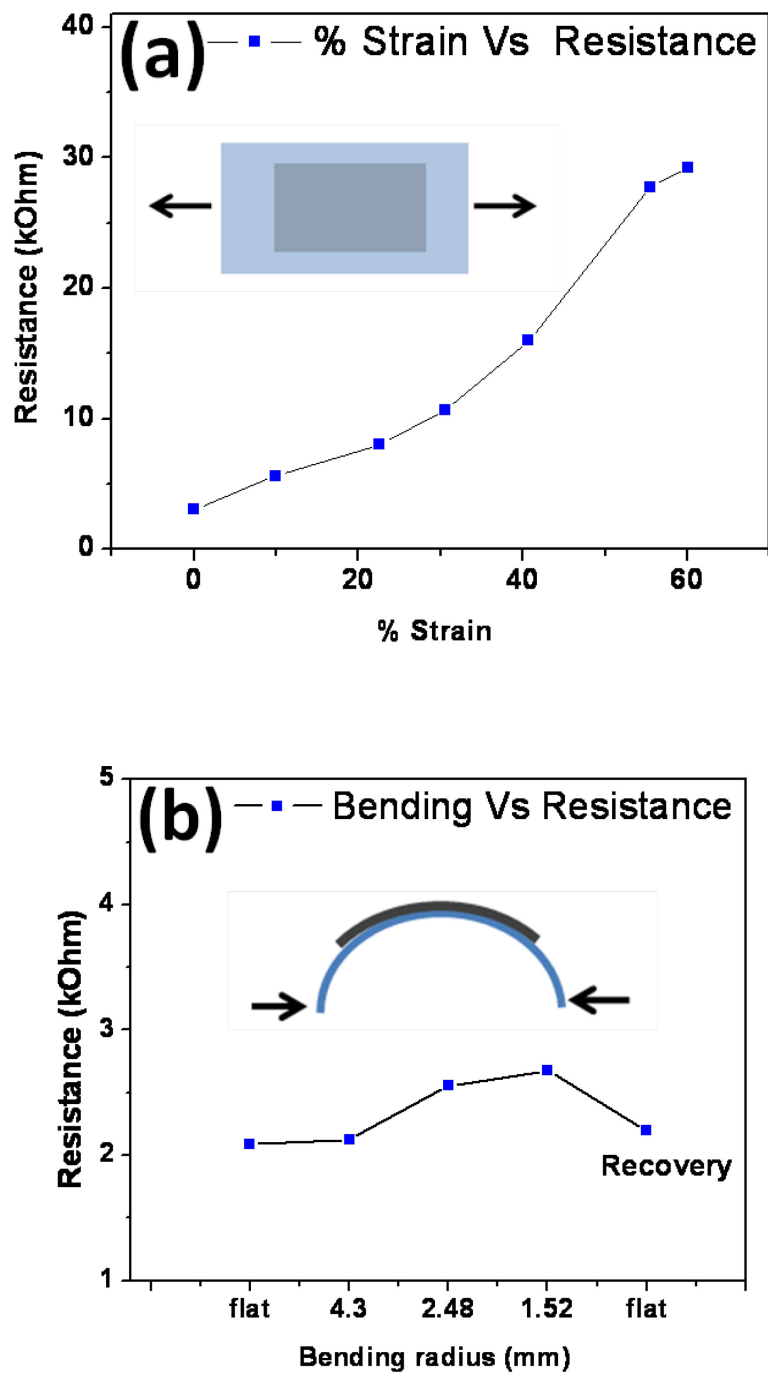 (a)
% Strain Vs Resistance
40
30
20
10
0
Resistance (kOhm)
0 20 40 60
% Strain
(b)
Bending Vs Resistance
5
4
3
2
1
Resistance (kOhm)
Recovery
flat 4.3 2.48 1.52 flat
Bending radius (mm)